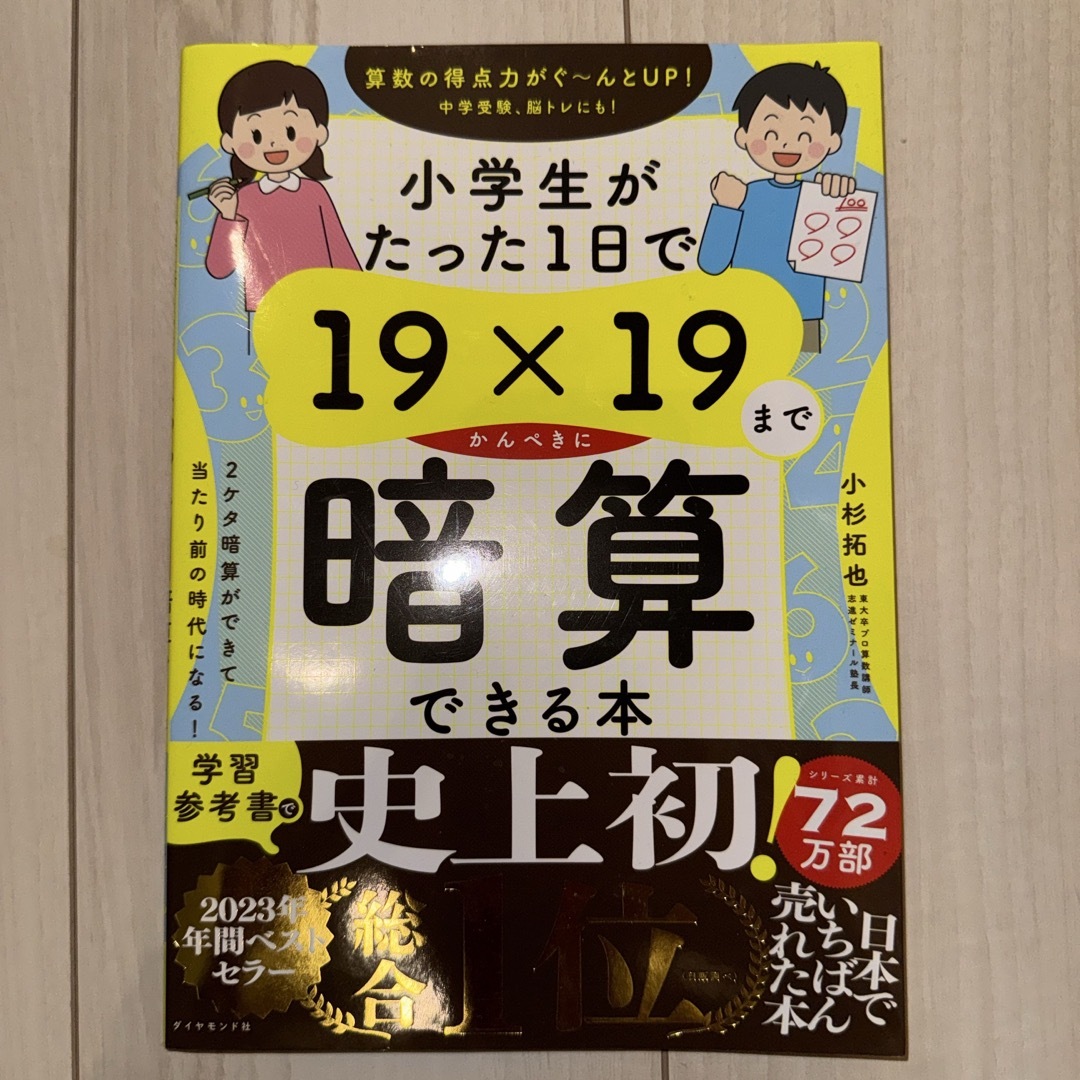 算数の得点力がぐ〜んとUP!
中学受験、脳トレにも!
小学生が
たった1日で
19×19
まで
かんぺきに
暗算
できる本
2ケタ暗算ができて
当たり前の時代になる!
小杉拓也
東大卒プロ算数講師
志進ゼミナール塾長
100
学習
参考書で
史上初!
シリーズ累計
72
万部
2023年
年間ベスト
セラー
総合
1位
日本で
いちばん
売れた本
ダイヤモンド社